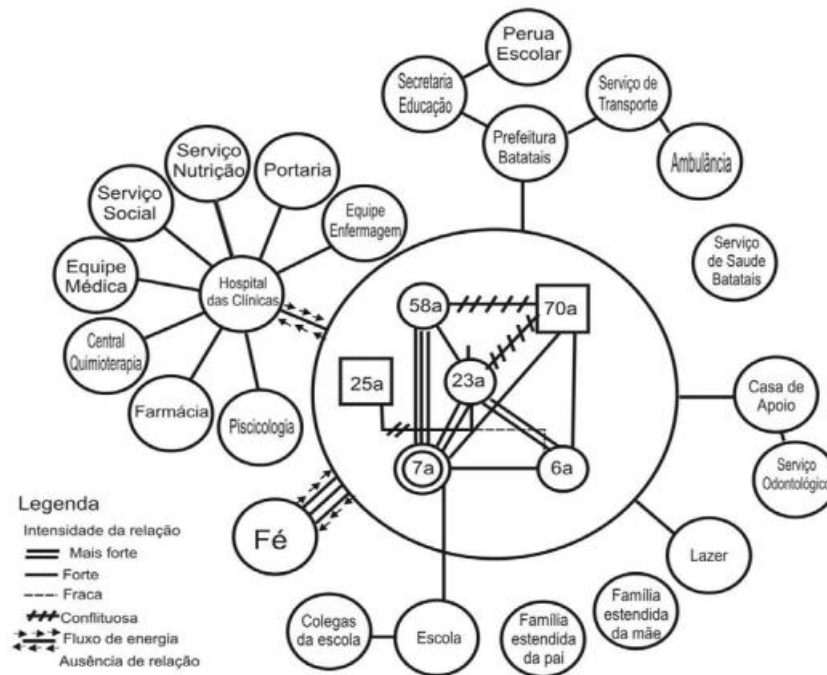 Perua
Escolar
Secretaria
Educação
Serviço de
Transporte
Prefeitura
Batatais
Ambulância
Serviço
de Saude
Batatais
Serviço
Nutrição
Portaria
Serviço
Social
Equipe
Enfermagem
Equipe
Médica
Hospital
das Clínicas
Central
Quimioterapia
Farmácia
Piscicologia
58a
70a
25a
23a
7a
6a
Casa de
Apoio
Serviço
Odontológico
Lazer
Família
estendida
da mãe
Família
estendida
da pai
Escola
Colegas
da escola
Fé
Legenda
Intensidade da relação
Mais forte
Forte
Fraca
Conflituosa
Fluxo de energia
Ausência de relação